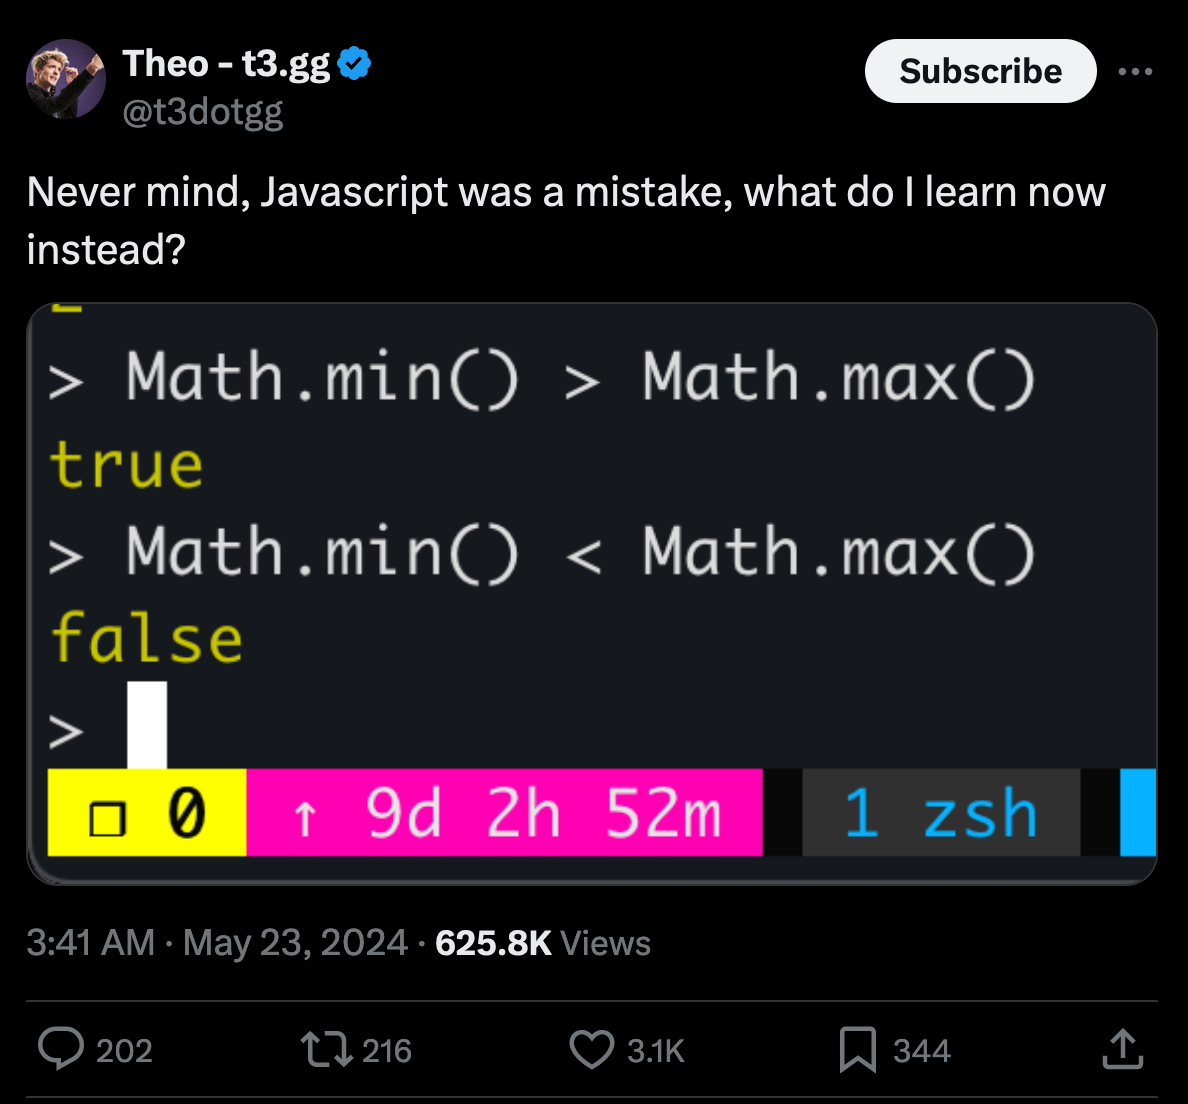 Theo - t3.gg
Subscribe
@t3dotgg
Never mind, Javascript was a mistake, what do I learn now
instead?
> Math.min() > Math.max()
true
> Math.min() < Math.max()
false
>
❐ 0 ↑ 9d 2h 52m 1 zsh
3:41 AM · May 23, 2024 · 625.8K Views
202 216 3.1K 344